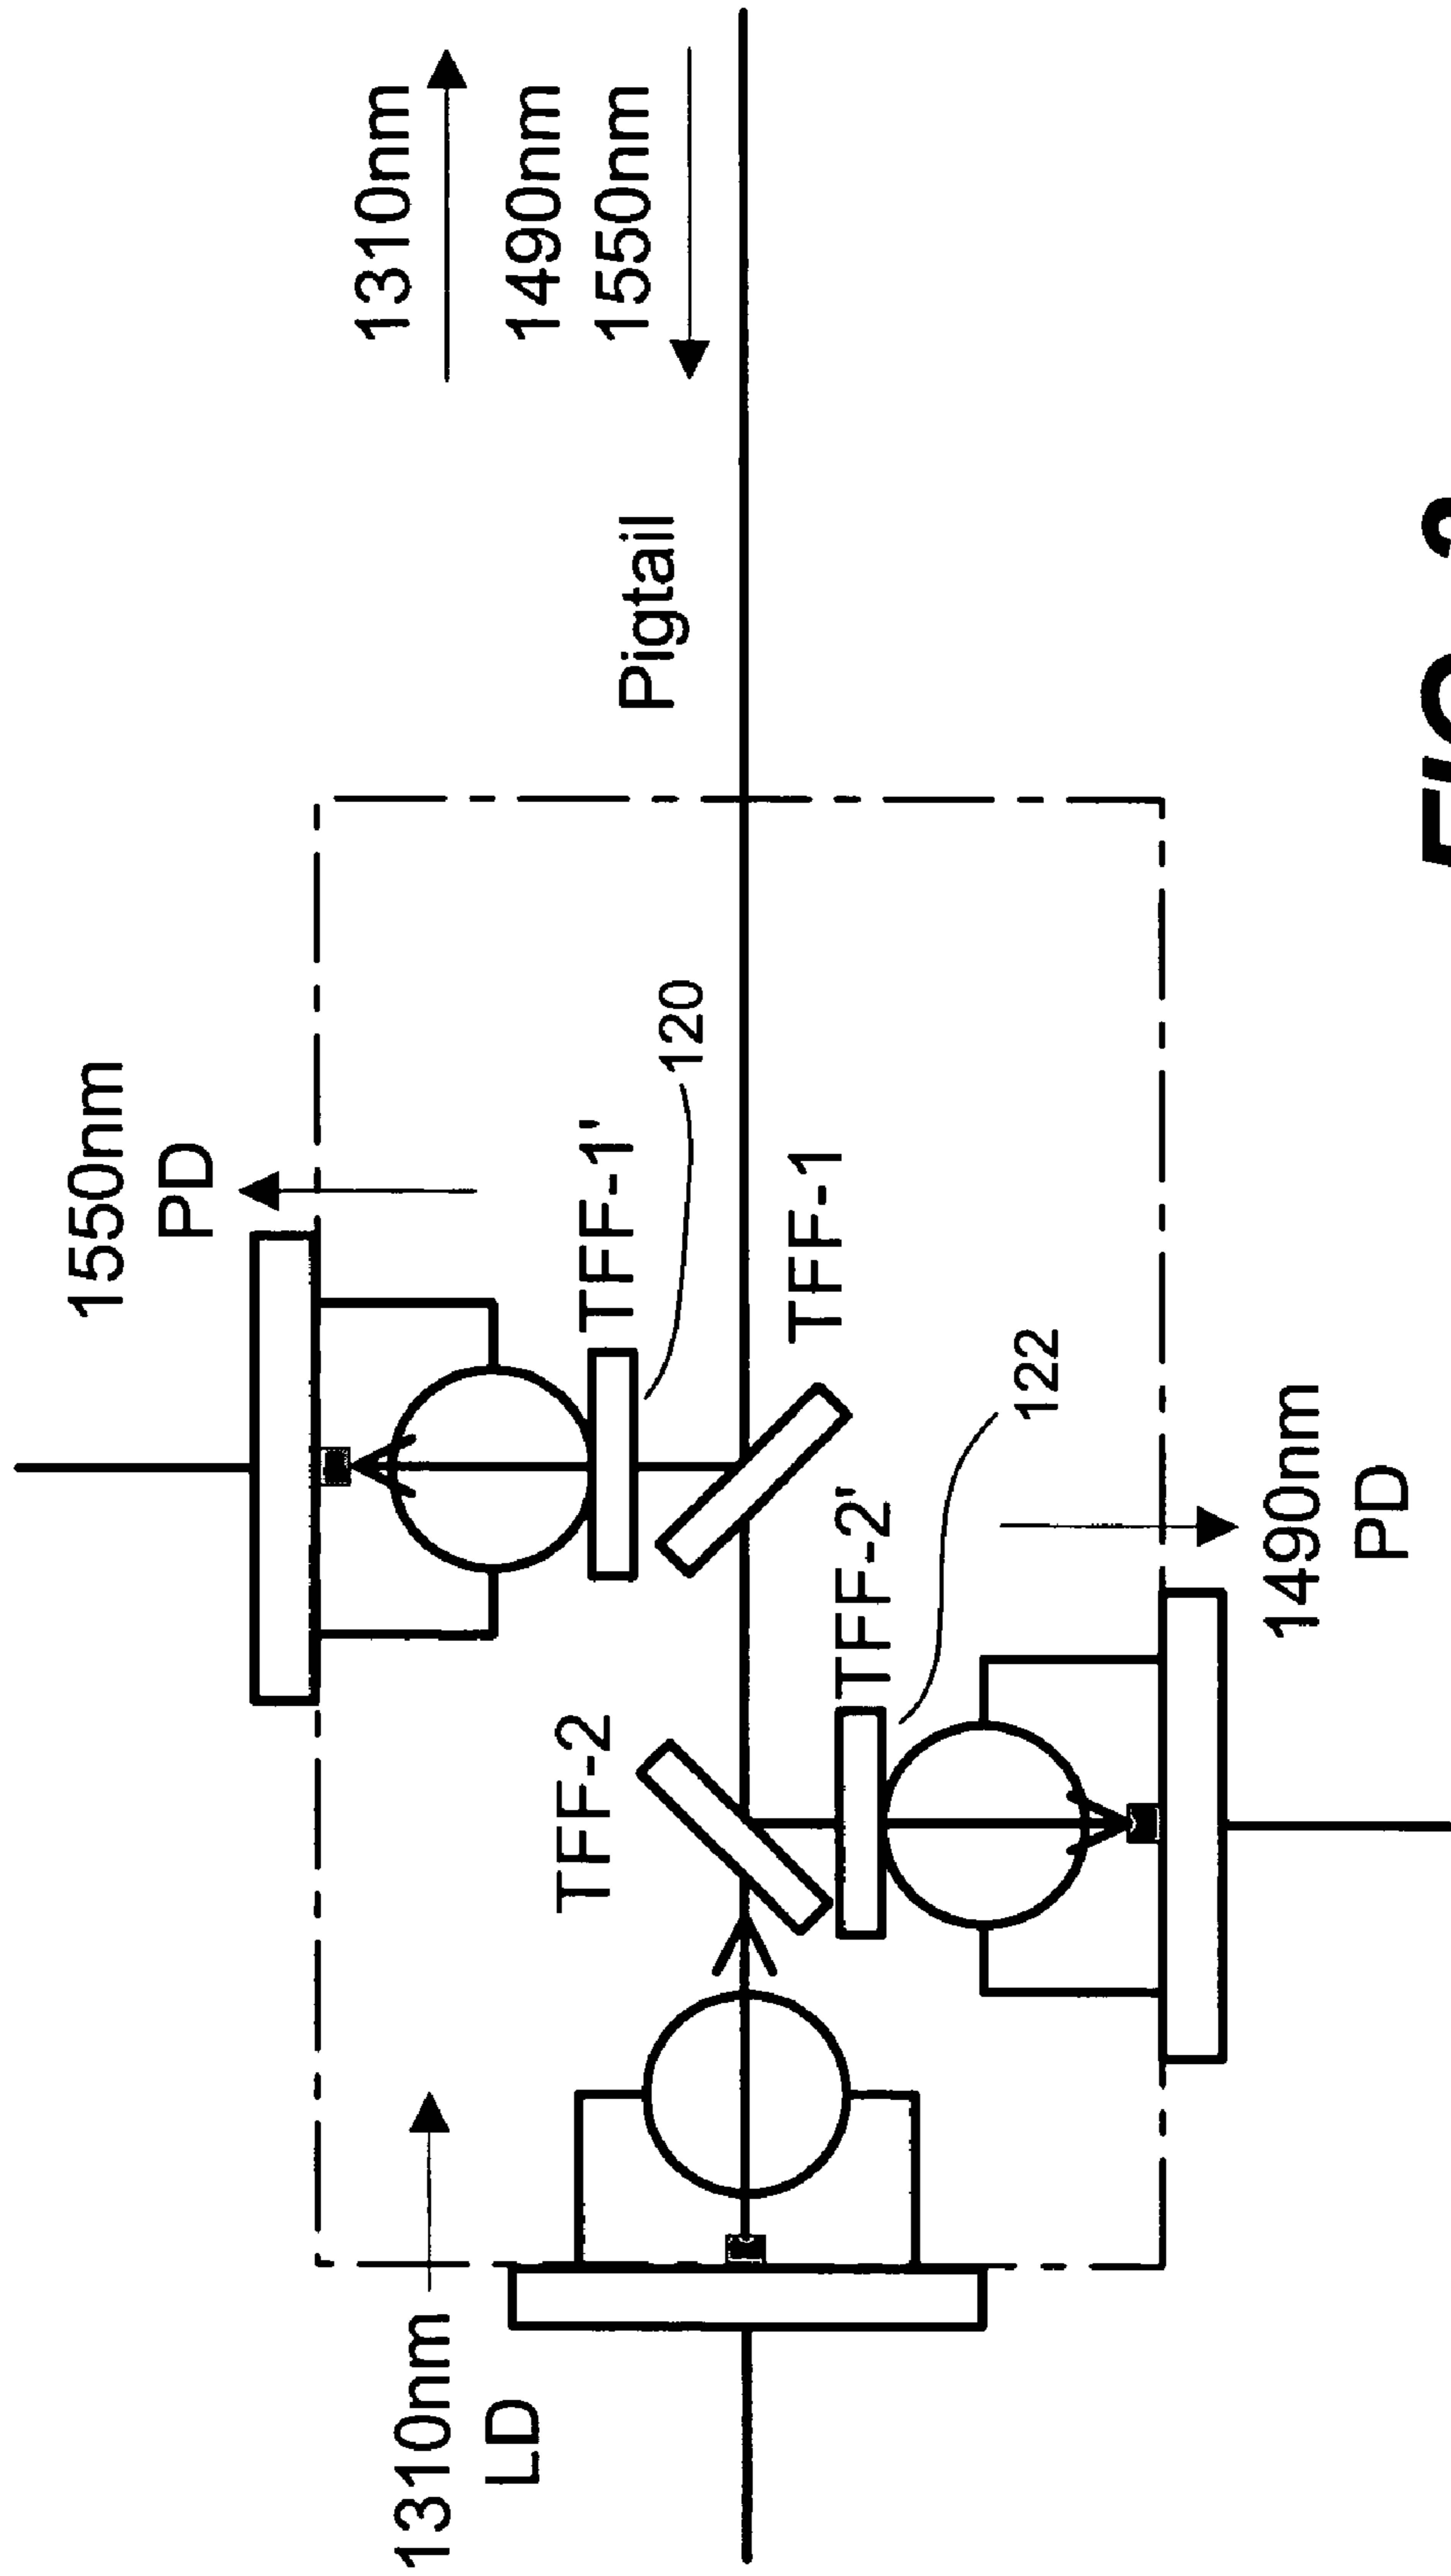 1550nm
PD
1310nm
1490nm
1550nm
Pigtail
TFF-1'
120
TFF-1
1310nm
LD
TFF-2
TFF-2'
122
1490nm
PD